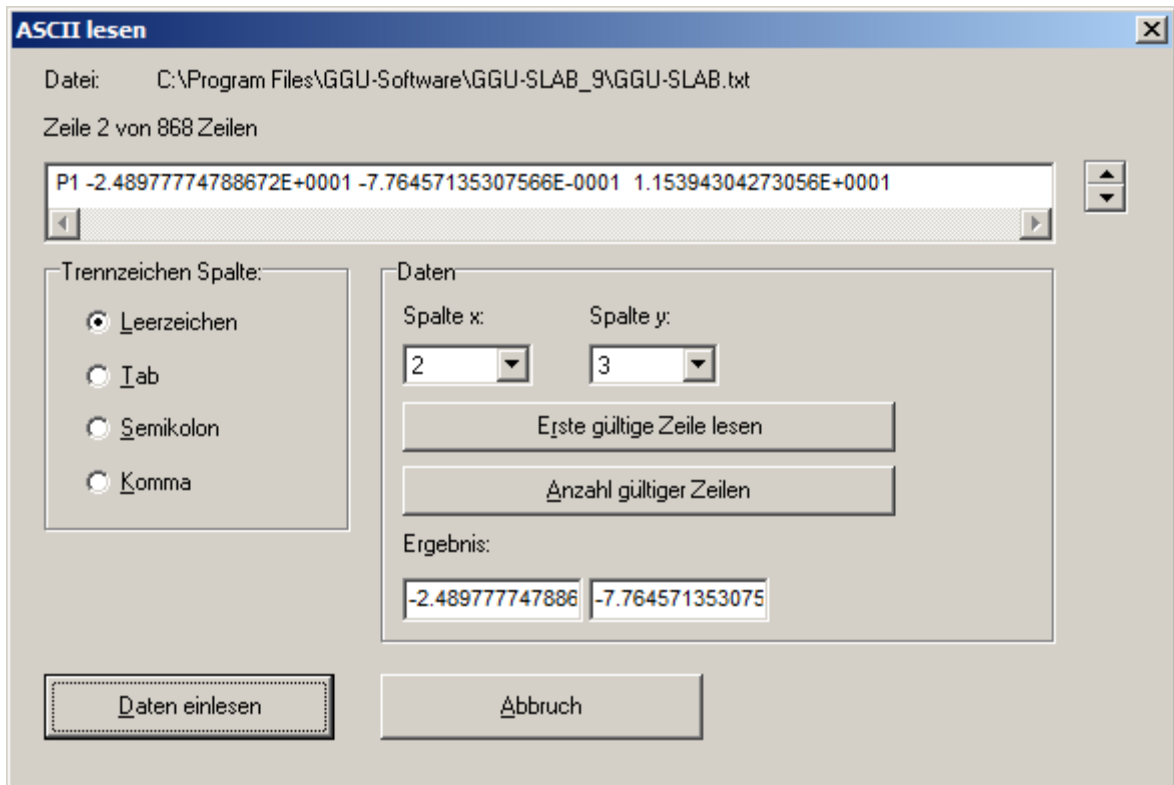 ASCII lesen
Datei: C:\Program Files\GGU-Software\GGU-SLAB_9\GGU-SLAB.txt
Zeile 2 von 868 Zeilen
P1 -2.48977774788672E+0001 -7.76457135307566E-0001 1.15394304273056E+0001
Trennzeichen Spalte:
Leerzeichen
Tab
Semikolon
Komma
Daten
Spalte x: Spalte y:
2 3
Erste gültige Zeile lesen
Anzahl gültiger Zeilen
Ergebnis:
-2.489777747886 -7.764571353075
Daten einlesen Abbruch